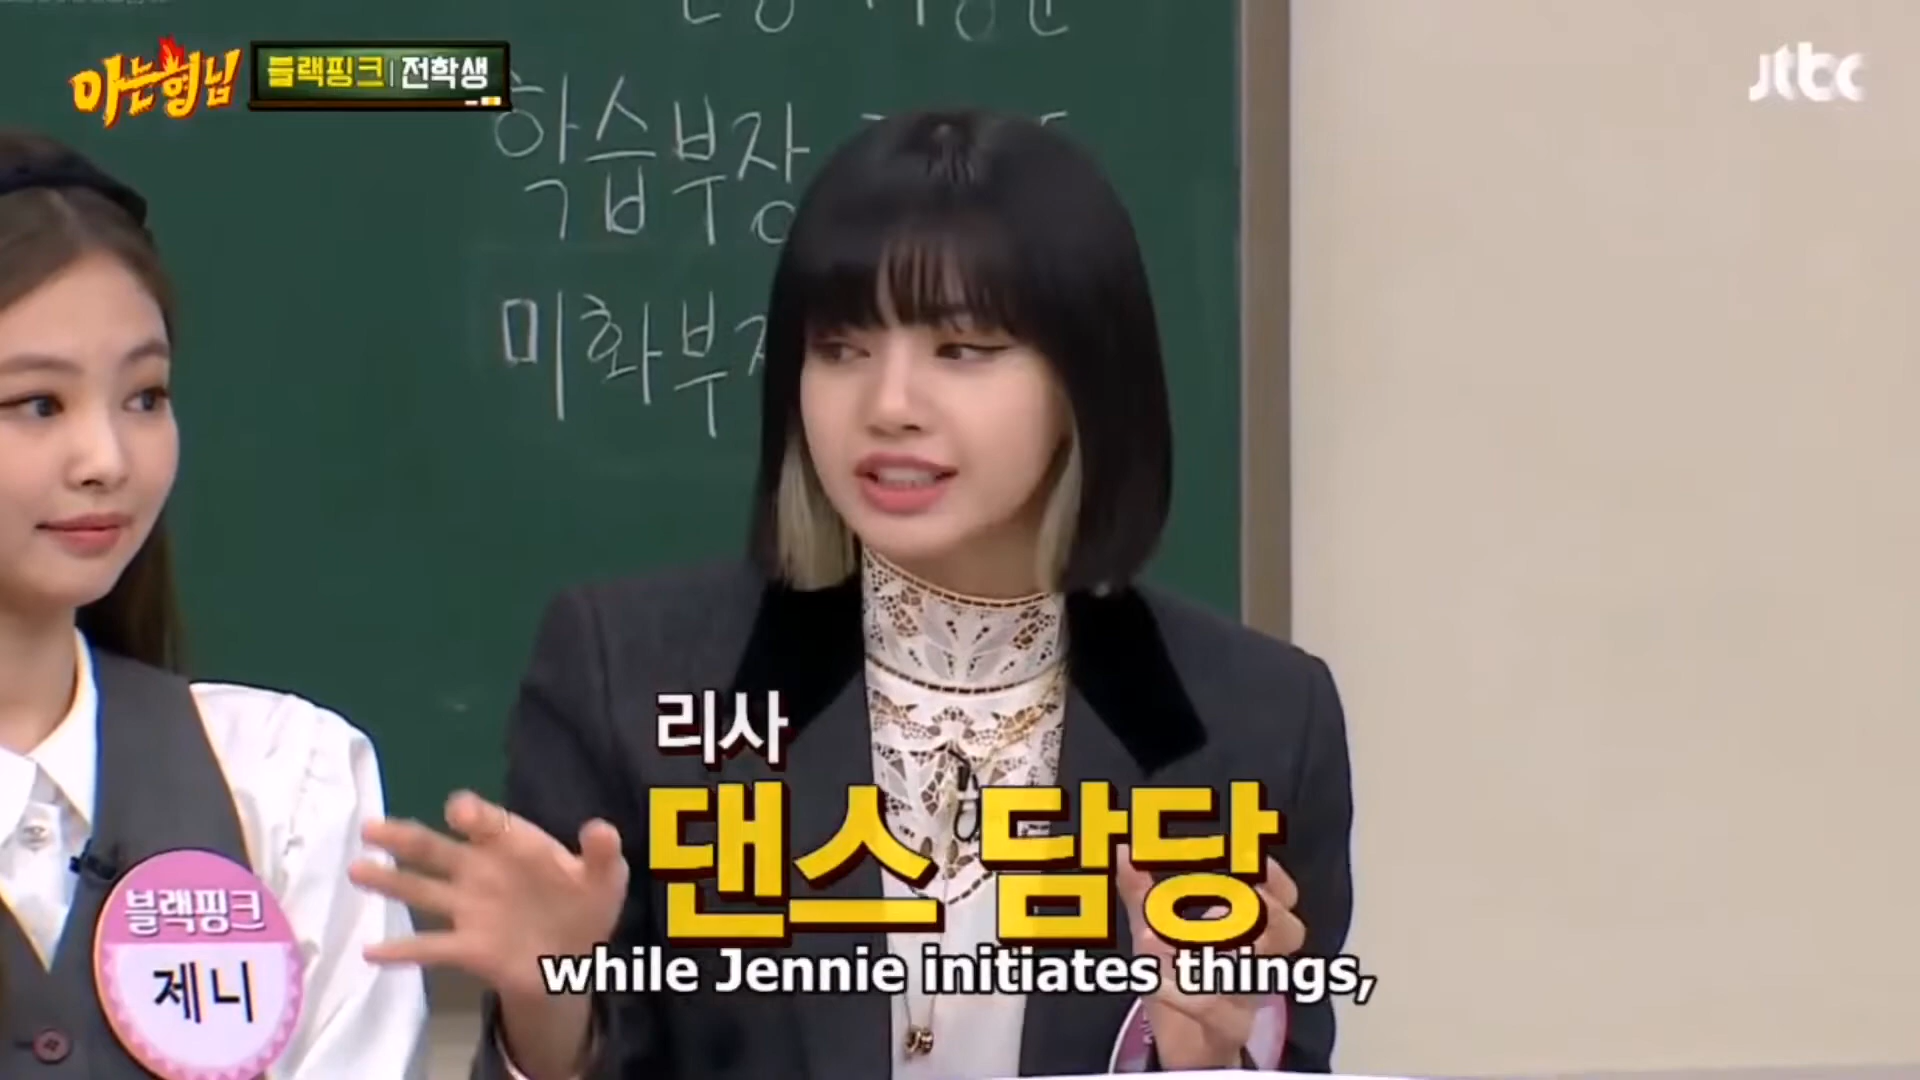 아는형님
블랙핑크 | 전학생
jtbc
학습부장
미화부
블랙핑크
제니
리사
댄스 담당
while Jennie initiates things,